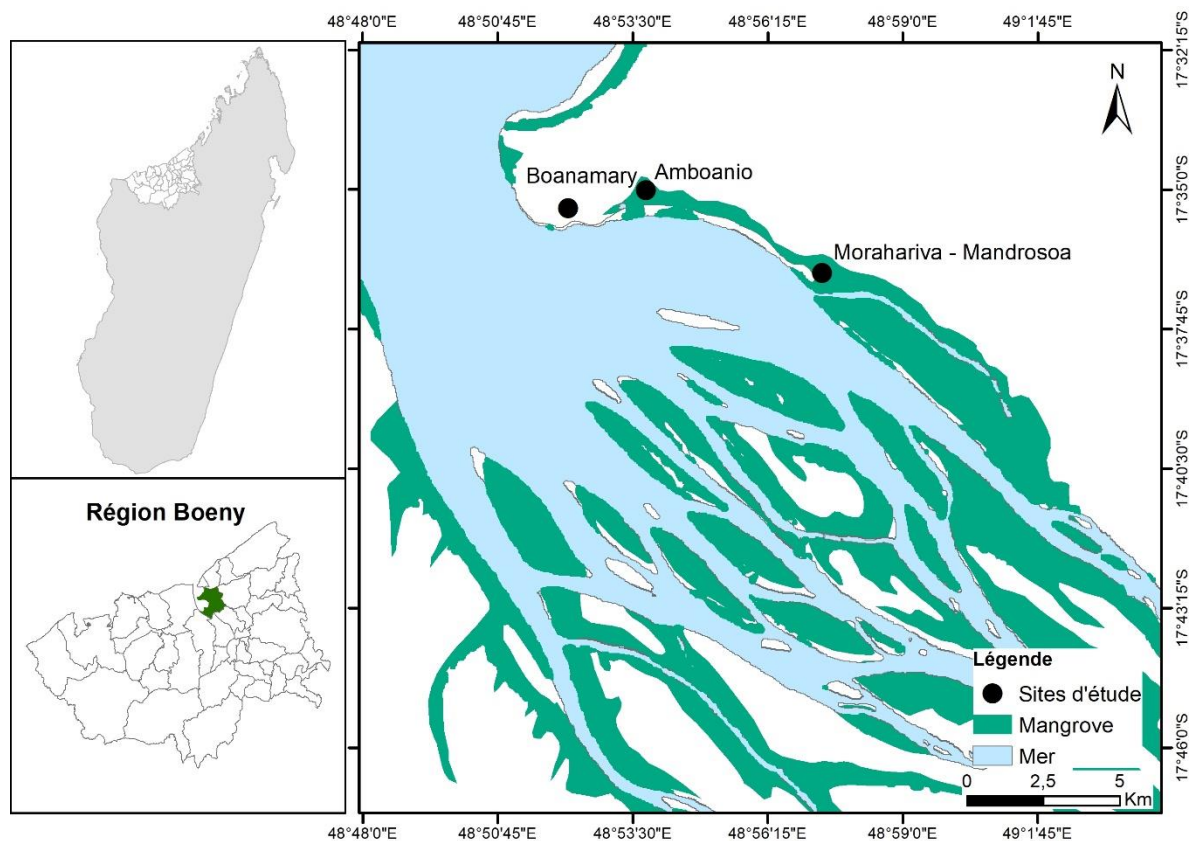 48°48'0"E 48°50'45"E 48°53'30"E 48°56'15"E 48°59'0"E 49°1'45"E
17°32'15"S
N
Boanamary
Amboanio
17°35'0"S
Morahariva - Mandrosoa
17°37'45"S
17°40'30"S
Région Boeny
17°43'15"S
Légende
Sites d'étude
Mangrove
Mer
17°46'0"S
0 2,5 5
Km
48°48'0"E 48°50'45"E 48°53'30"E 48°56'15"E 48°59'0"E 49°1'45"E